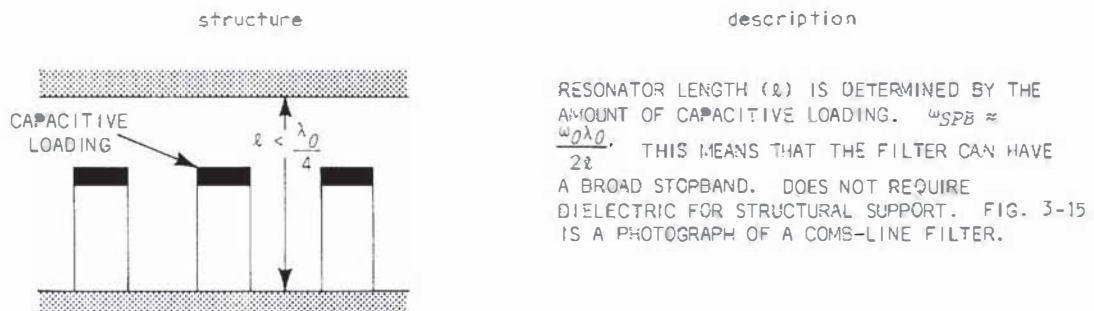 structure
description
CAPACITIVE
LOADING
ℓ < λ0/4
RESONATOR LENGTH (ℓ) IS DETERMINED BY THE
AMOUNT OF CAPACITIVE LOADING. ωSPB ≈
ω0λ0/2ℓ. THIS MEANS THAT THE FILTER CAN HAVE
A BROAD STOPBAND. DOES NOT REQUIRE
DIELECTRIC FOR STRUCTURAL SUPPORT. FIG. 3-15
IS A PHOTOGRAPH OF A COMB-LINE FILTER.